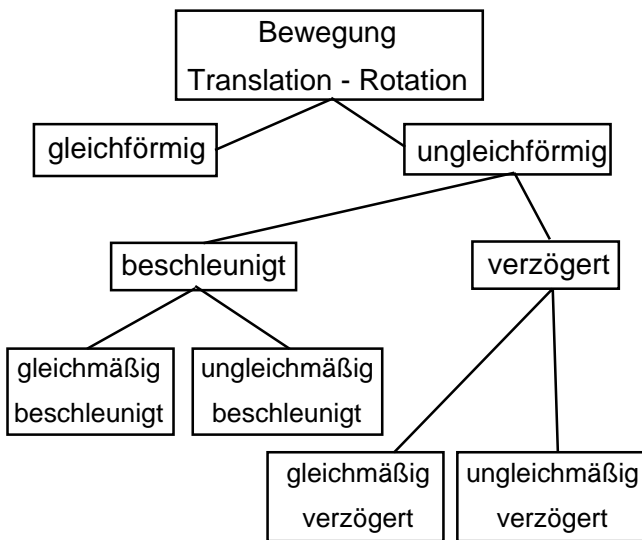 Bewegung
Translation - Rotation
gleichförmig
ungleichförmig
beschleunigt
verzögert
gleichmäßig
beschleunigt
ungleichmäßig
beschleunigt
gleichmäßig
verzögert
ungleichmäßig
verzögert